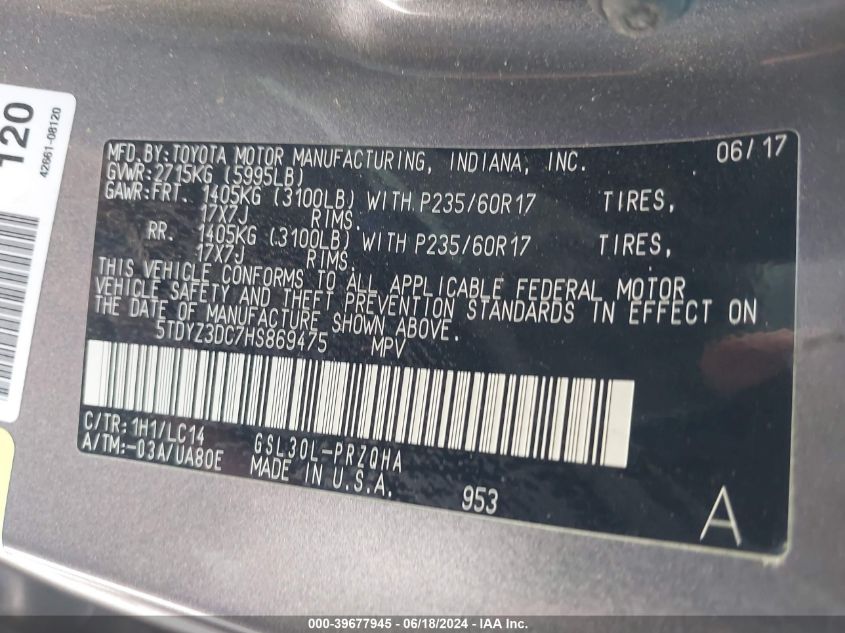 120
42661-08120
MFD.BY:TOYOTA MOTOR MANUFACTURING, INDIANA, INC. 06/17
GVWR:2715KG (5995LB)
GAWR:FRT. 1405KG (3100LB) WITH P235/60R17 TIRES,
17X7J RIMS.
RR. 1405KG (3100LB) WITH P235/60R17 TIRES,
17X7J RIMS.
THIS VEHICLE CONFORMS TO ALL APPLICABLE FEDERAL MOTOR
VEHICLE SAFETY AND THEFT PREVENTION STANDARDS IN EFFECT ON
THE DATE OF MANUFACTURE SHOWN ABOVE.
5TDYZ3DC7HS869475 MPV
C/TR:1H1/LC14 GSL30L-PRZQHA
A/TM:-03A/UA80E MADE IN U.S.A.
953
A
000-39677945 - 06/18/2024 - IAA Inc.